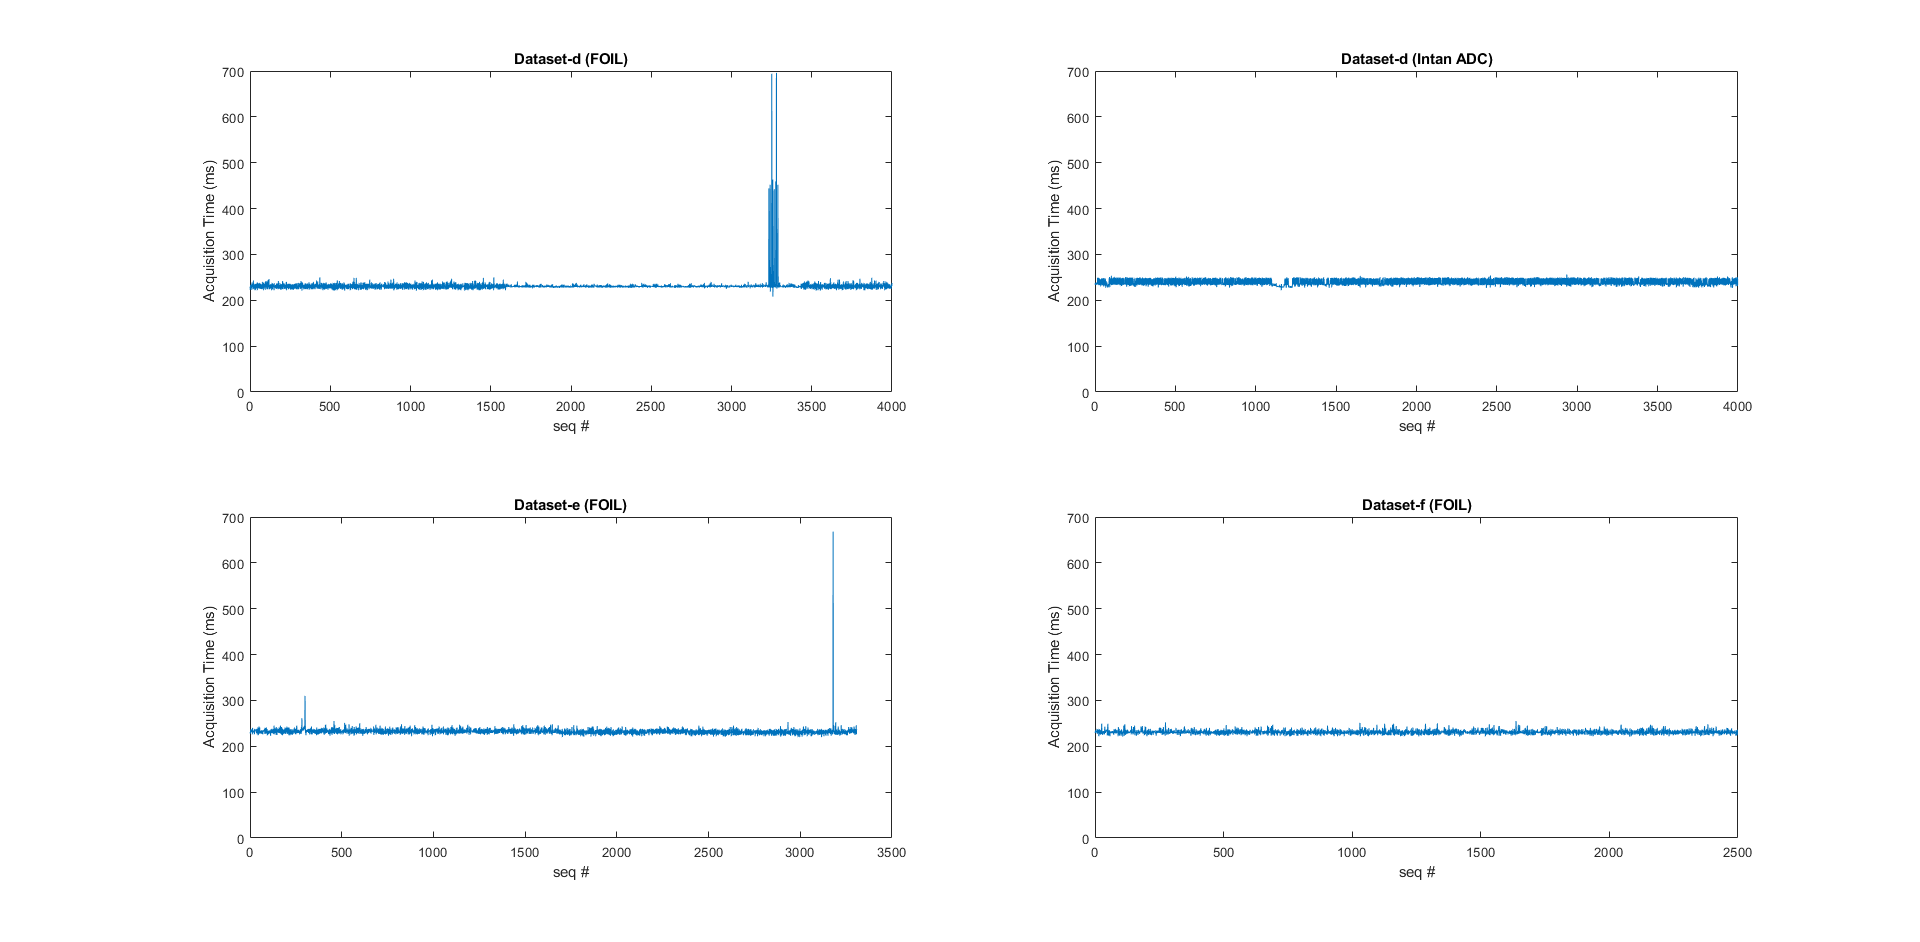 Dataset-d (FOIL)
700
600
500
400
300
200
100
0
Acquisition Time (ms)
0 500 1000 1500 2000 2500 3000 3500 4000
seq #
Dataset-d (Intan ADC)
700
600
500
400
300
200
100
0
Acquisition Time (ms)
0 500 1000 1500 2000 2500 3000 3500 4000
seq #
Dataset-e (FOIL)
700
600
500
400
300
200
100
0
Acquisition Time (ms)
0 500 1000 1500 2000 2500 3000 3500
seq #
Dataset-f (FOIL)
700
600
500
400
300
200
100
0
Acquisition Time (ms)
0 500 1000 1500 2000 2500
seq #